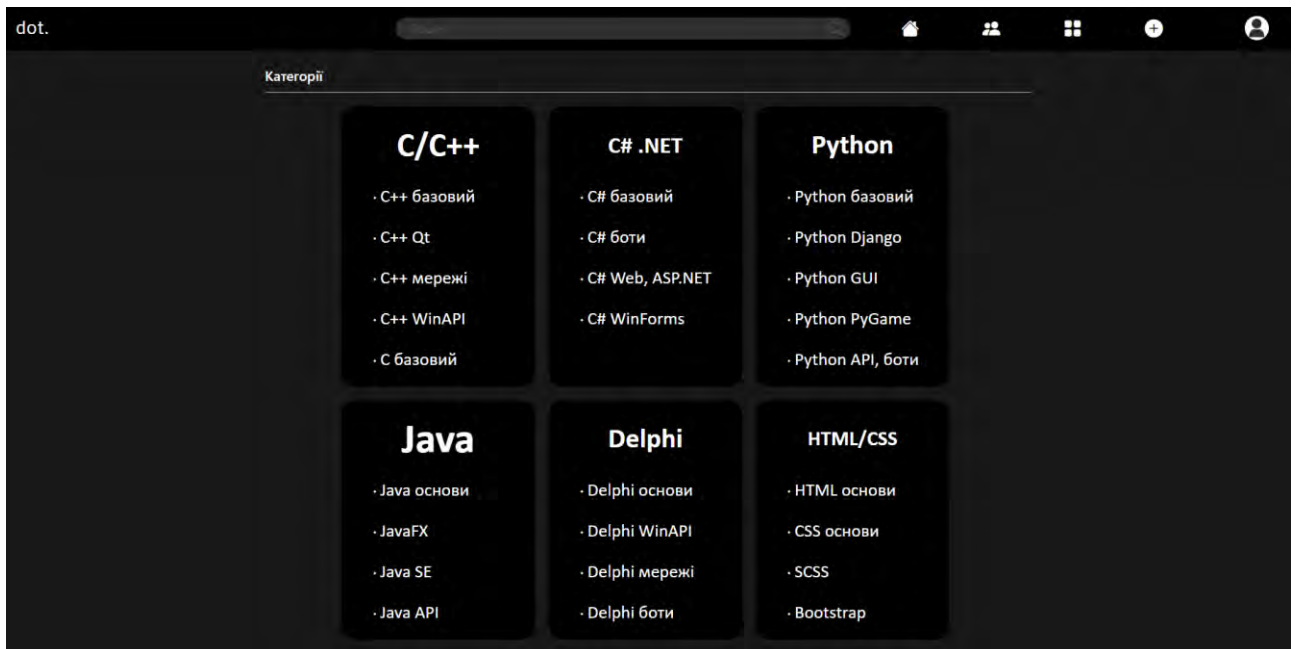 dot.
Категорії
C/C++
· C++ базовий
· C++ Qt
· C++ мережі
· C++ WinAPI
· C базовий
C# .NET
· C# базовий
· C# боти
· C# Web, ASP.NET
· C# WinForms
Python
· Python базовий
· Python Django
· Python GUI
· Python PyGame
· Python API, боти
Java
· Java основи
· JavaFX
· Java SE
· Java API
Delphi
· Delphi основи
· Delphi WinAPI
· Delphi мережі
· Delphi боти
HTML/CSS
· HTML основи
· CSS основи
· SCSS
· Bootstrap